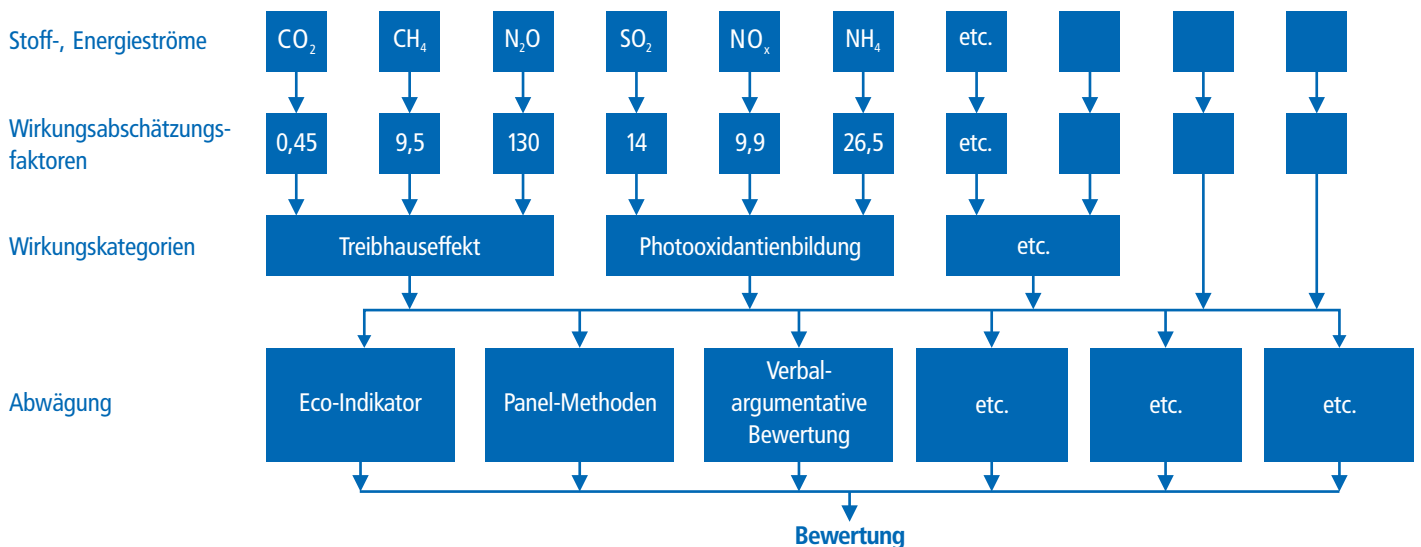 Stoff-, Energieströme
CO₂
CH₄
N₂O
SO₂
NOₓ
NH₄
etc.
Wirkungsabschätzungs-
faktoren
0,45
9,5
130
14
9,9
26,5
etc.
Wirkungskategorien
Treibhauseffekt
Photooxidantienbildung
etc.
Abwägung
Eco-Indikator
Panel-Methoden
Verbal-
argumentative
Bewertung
etc.
etc.
etc.
Bewertung